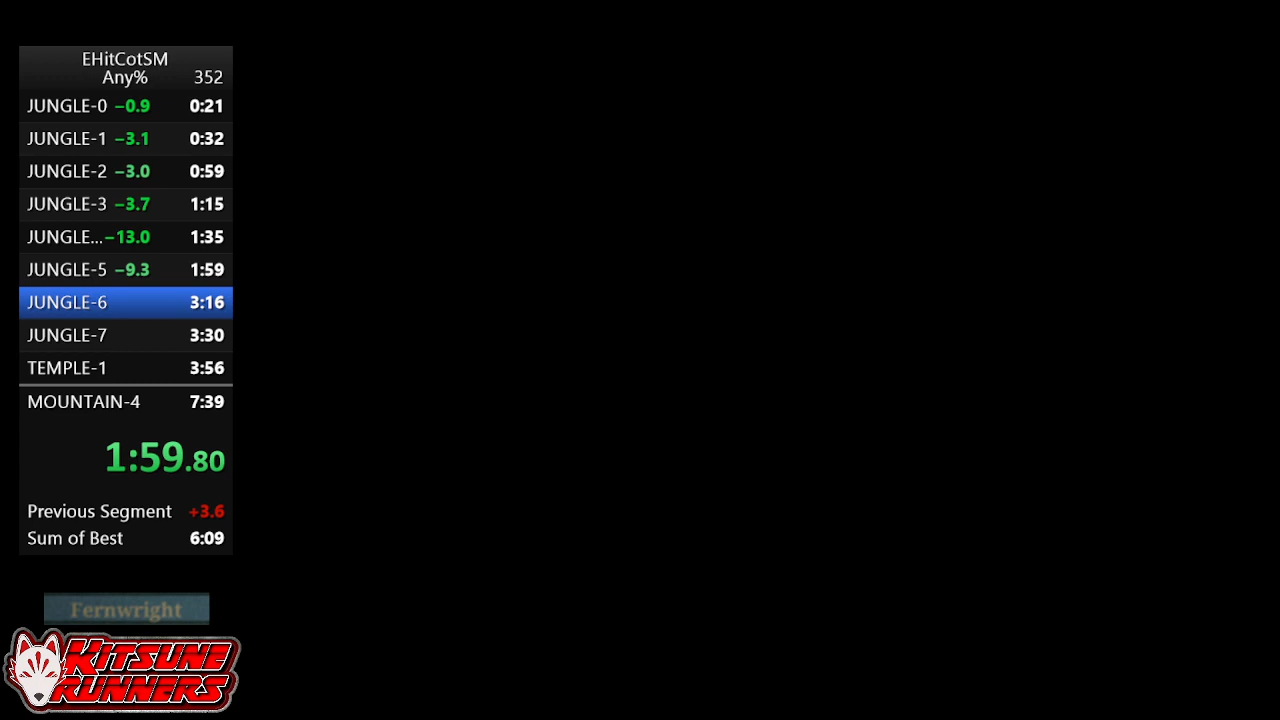 EHitCotSM
Any% 352
JUNGLE-0 −0.9 0:21
JUNGLE-1 −3.1 0:32
JUNGLE-2 −3.0 0:59
JUNGLE-3 −3.7 1:15
JUNGLE... −13.0 1:35
JUNGLE-5 −9.3 1:59
JUNGLE-6 3:16
JUNGLE-7 3:30
TEMPLE-1 3:56
MOUNTAIN-4 7:39
1:59.80
Previous Segment +3.6
Sum of Best 6:09
Fernwright
KITSUNE
RUNNERS